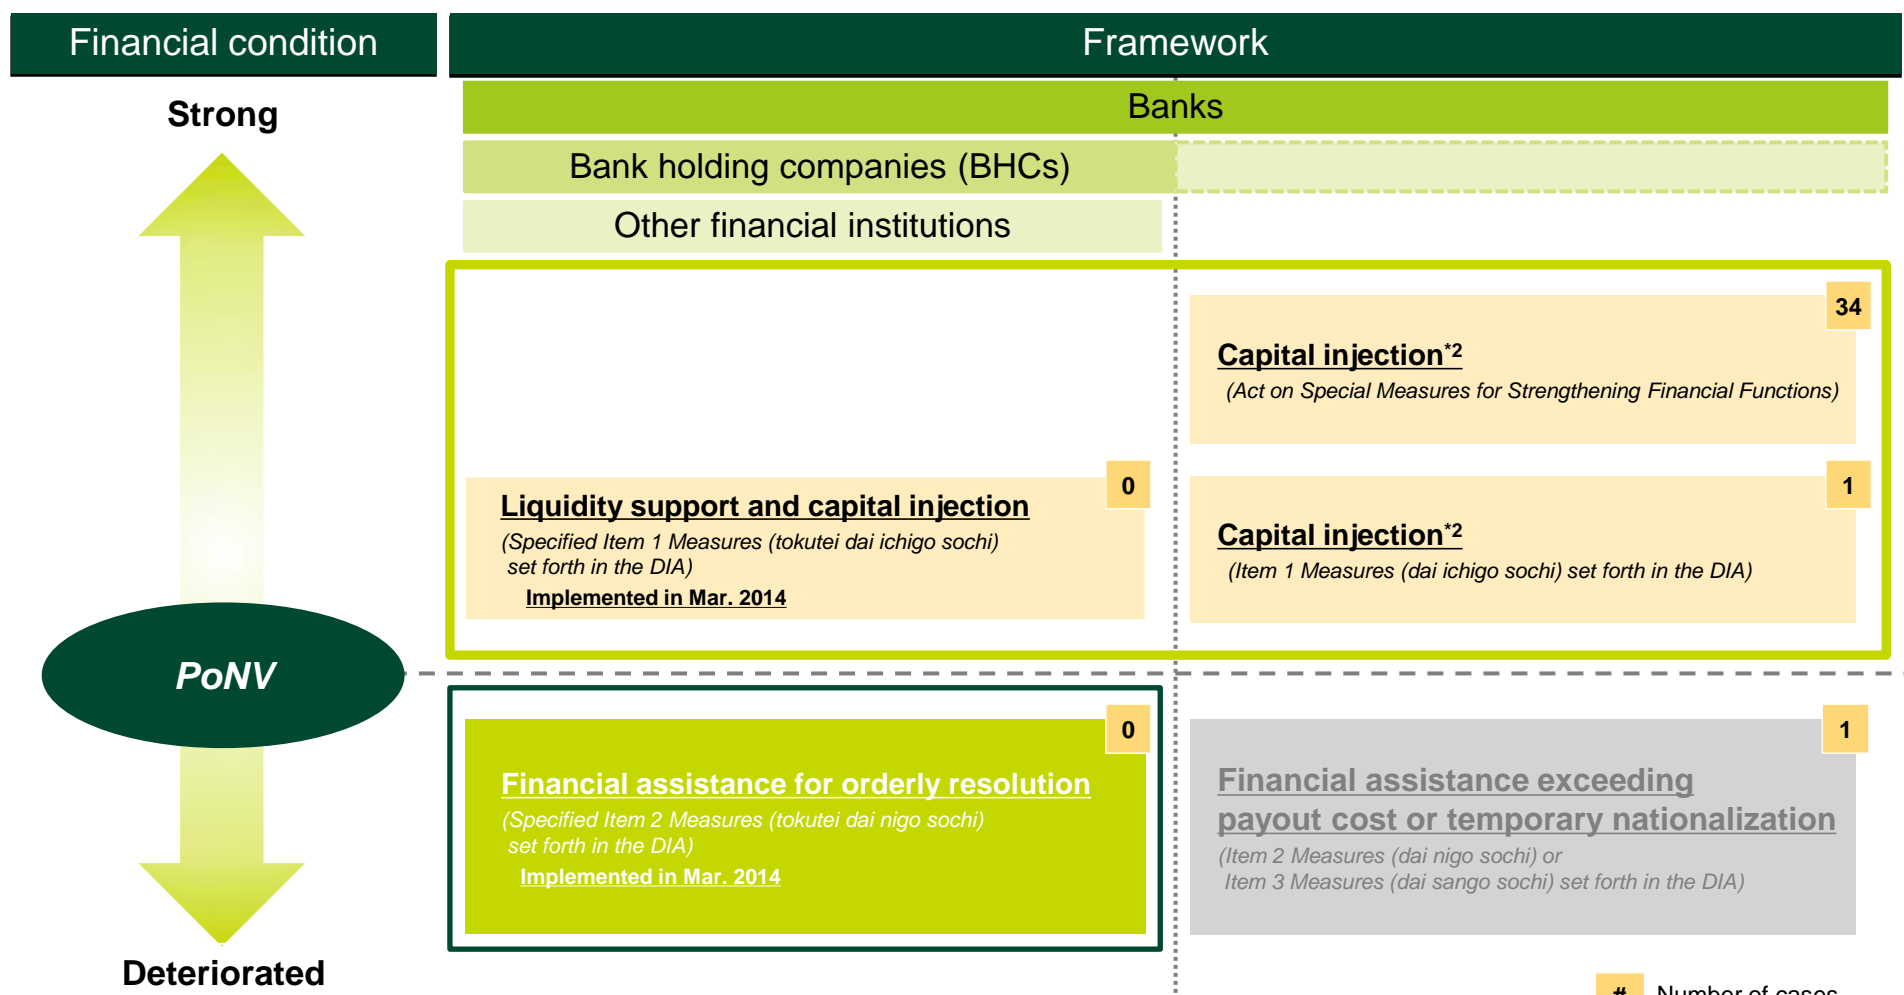 Financial condition
Framework
Strong
Banks
Bank holding companies (BHCs)
Other financial institutions
34
Capital injection*2
(Act on Special Measures for Strengthening Financial Functions)
0
Liquidity support and capital injection
(Specified Item 1 Measures (tokutei dai ichigo sochi)
set forth in the DIA)
Implemented in Mar. 2014
1
Capital injection*2
(Item 1 Measures (dai ichigo sochi) set forth in the DIA)
PoNV
0
Financial assistance for orderly resolution
(Specified Item 2 Measures (tokutei dai nigo sochi)
set forth in the DIA)
Implemented in Mar. 2014
1
Financial assistance exceeding
payout cost or temporary nationalization
(Item 2 Measures (dai nigo sochi) or
Item 3 Measures (dai sango sochi) set forth in the DIA)
Deteriorated
# Number of cases